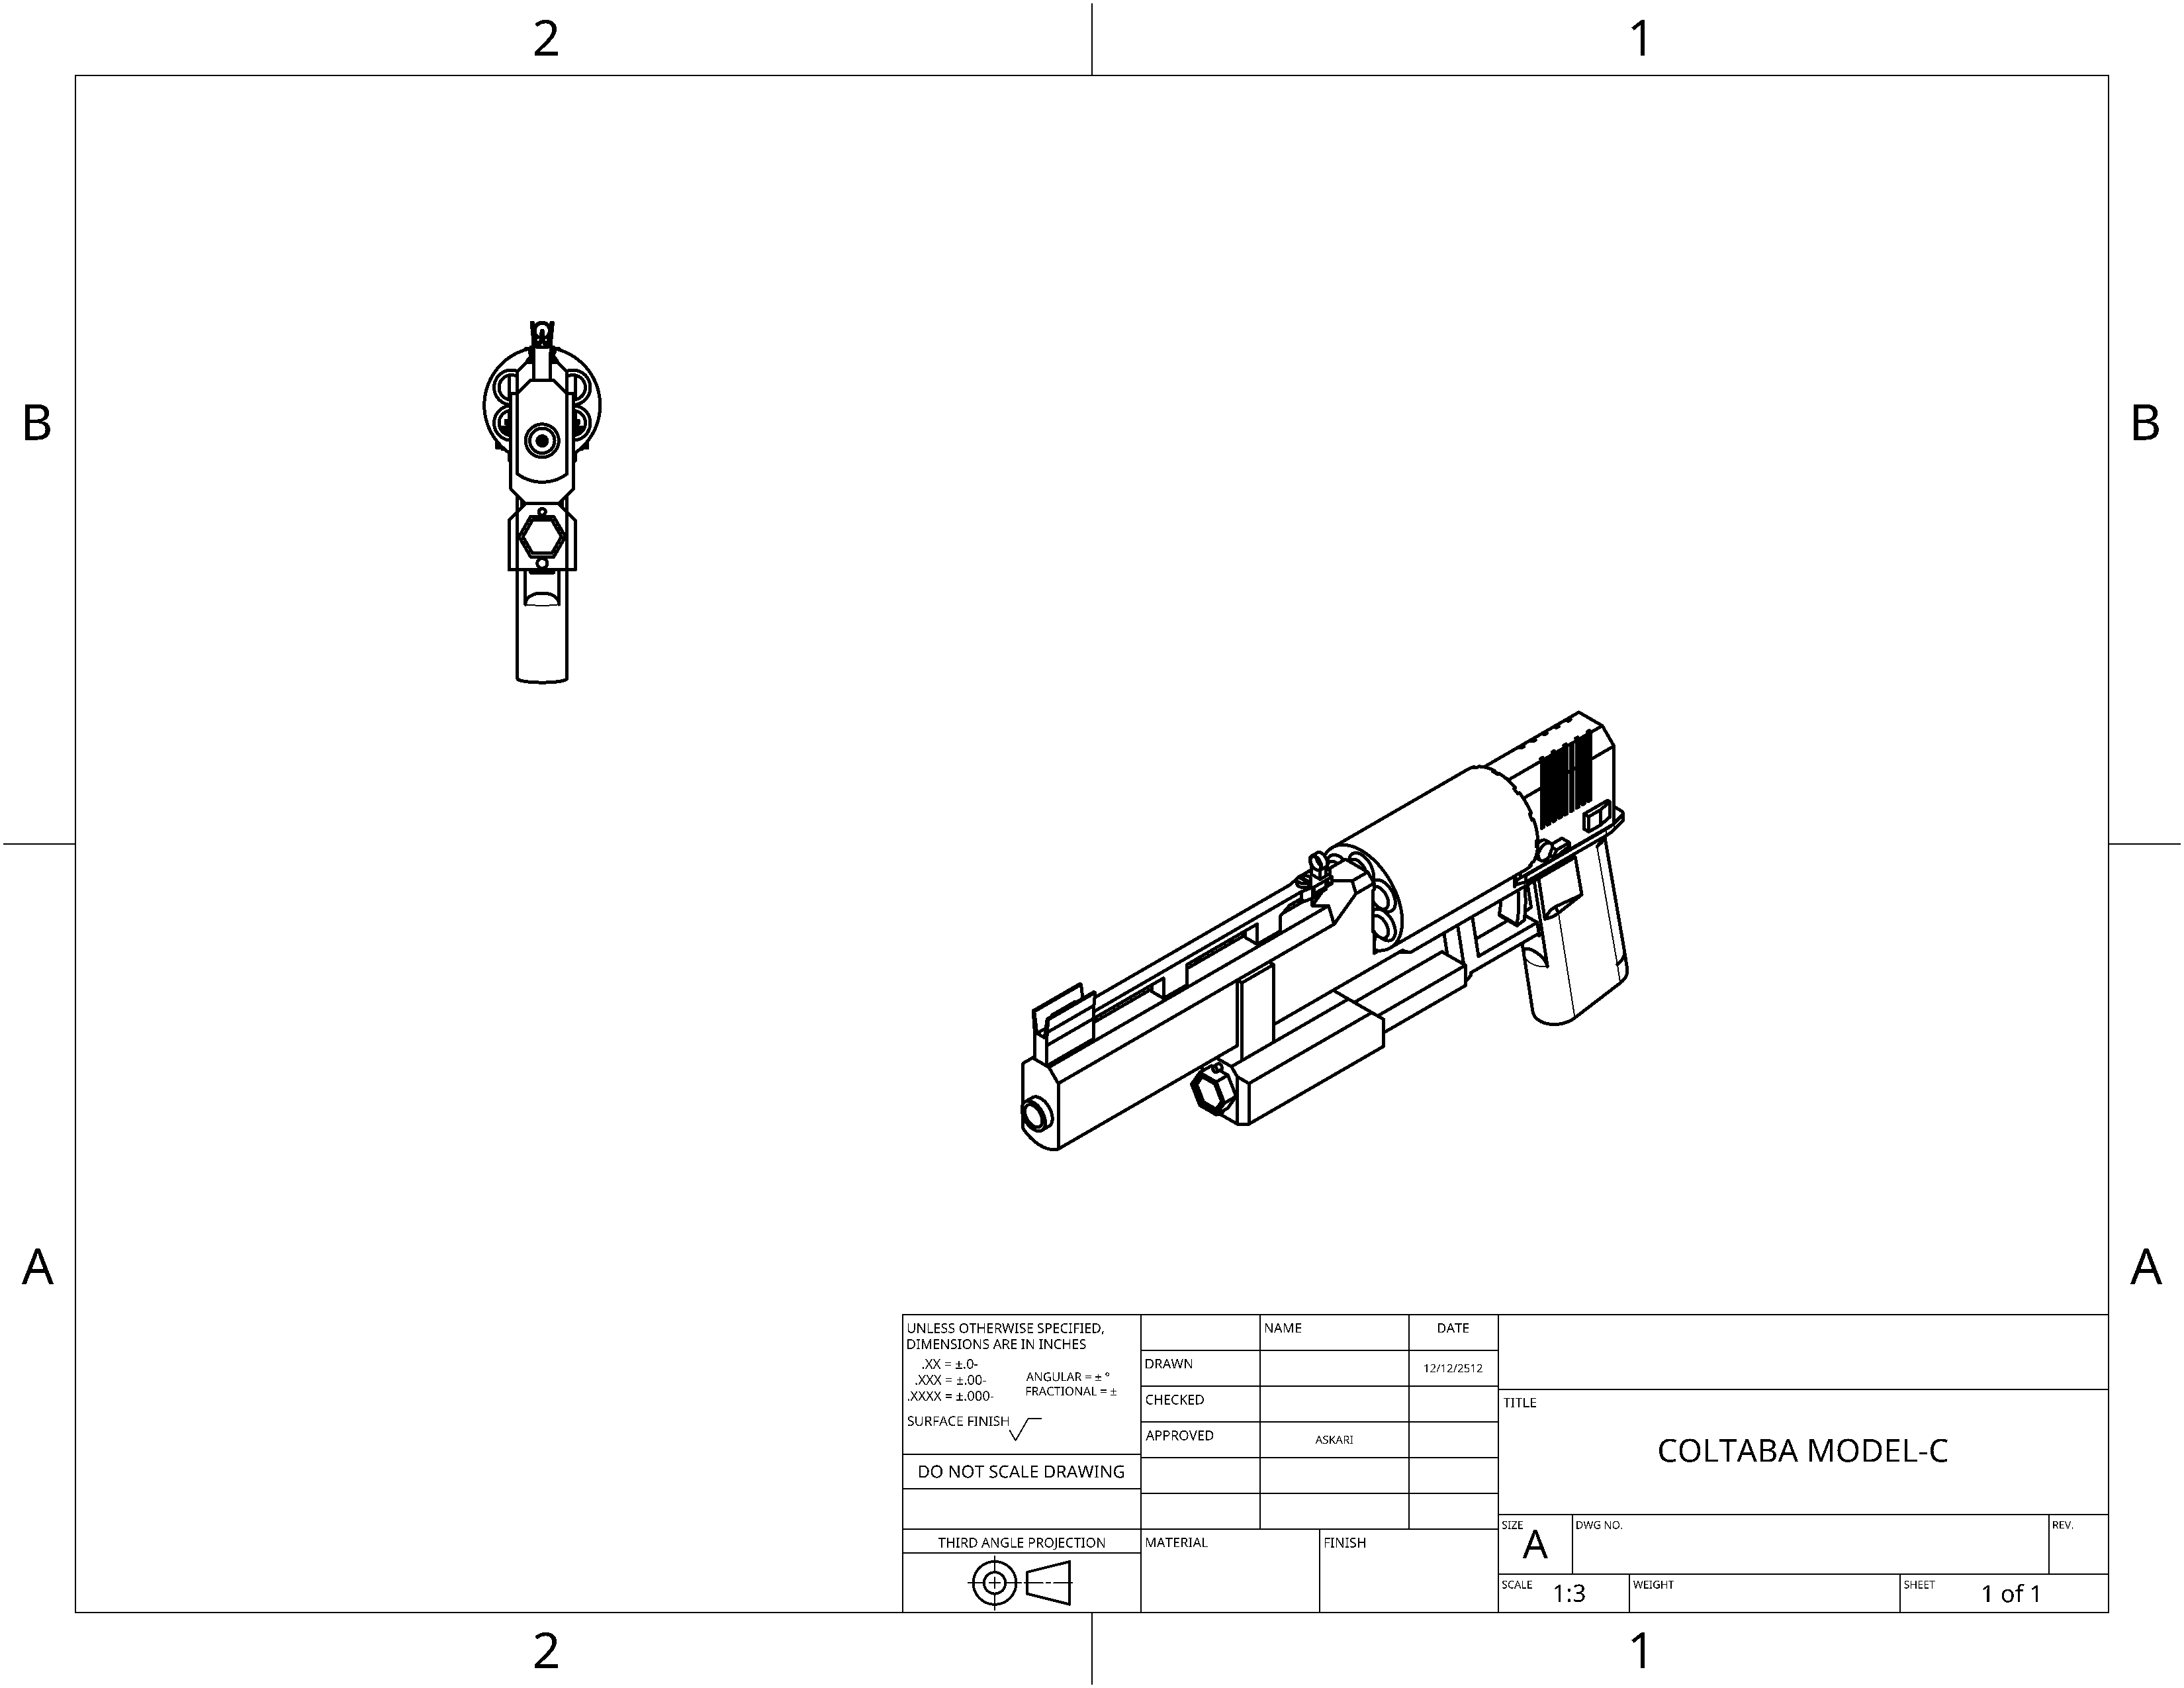 2
1
B
B
A
A
UNLESS OTHERWISE SPECIFIED,
DIMENSIONS ARE IN INCHES
.XX = ±.0-
.XXX = ±.00-
.XXXX = ±.000-
ANGULAR = ± °
FRACTIONAL = ±
SURFACE FINISH
DO NOT SCALE DRAWING
THIRD ANGLE PROJECTION
NAME
DATE
DRAWN
12/12/2512
CHECKED
APPROVED
ASKARI
MATERIAL
FINISH
TITLE
COLTABA MODEL-C
SIZE
A
DWG NO.
REV.
SCALE
1:3
WEIGHT
SHEET
1 of 1
2
1